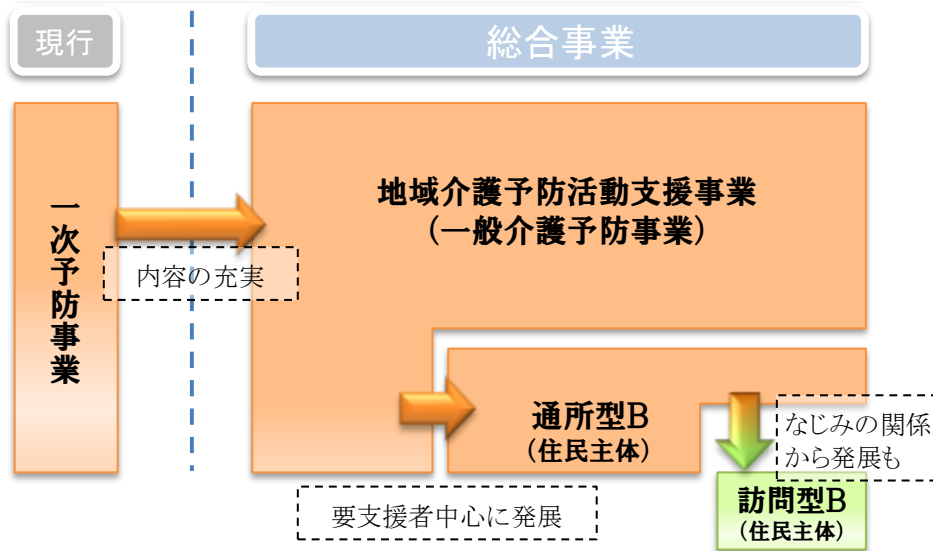 現行
総合事業
一次予防事業
内容の充実
地域介護予防活動支援事業
（一般介護予防事業）
通所型B
（住民主体）
要支援者中心に発展
なじみの関係
から発展も
訪問型B
（住民主体）